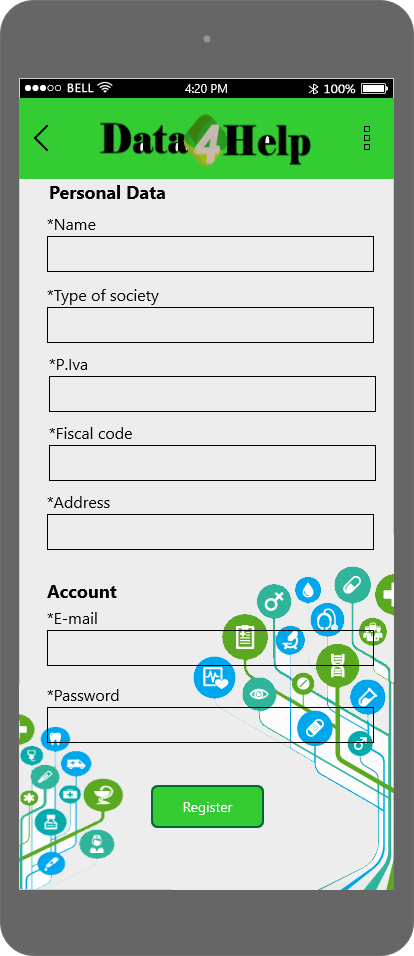 BELL 4:20 PM 100%
Data4Help
Personal Data
*Name
*Type of society
*P.Iva
*Fiscal code
*Address
Account
*E-mail
*Password
Register